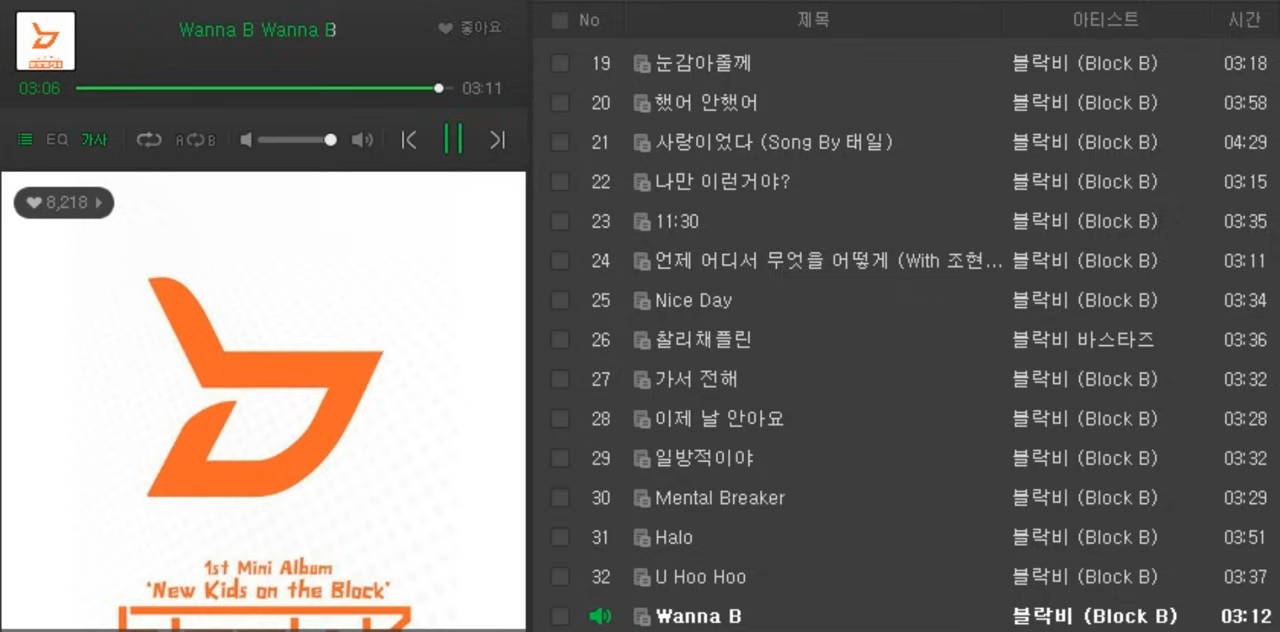 Wanna B Wanna B
좋아요
03:06
03:11
EQ
가사
A B
8,218
1st Mini Album
'New Kids on the Block'
No 제목 아티스트 시간
19 눈감아줄께 블락비 (Block B) 03:18
20 했어 안했어 블락비 (Block B) 03:58
21 사랑이었다 (Song By 태일) 블락비 (Block B) 04:29
22 나만 이런거야? 블락비 (Block B) 03:15
23 11:30 블락비 (Block B) 03:35
24 언제 어디서 무엇을 어떻게 (With 조현... 블락비 (Block B) 03:11
25 Nice Day 블락비 (Block B) 03:34
26 찰리채플린 블락비 바스타즈 03:36
27 가서 전해 블락비 (Block B) 03:32
28 이제 날 안아요 블락비 (Block B) 03:28
29 일방적이야 블락비 (Block B) 03:32
30 Mental Breaker 블락비 (Block B) 03:29
31 Halo 블락비 (Block B) 03:51
32 U Hoo Hoo 블락비 (Block B) 03:37
Wanna B 블락비 (Block B) 03:12